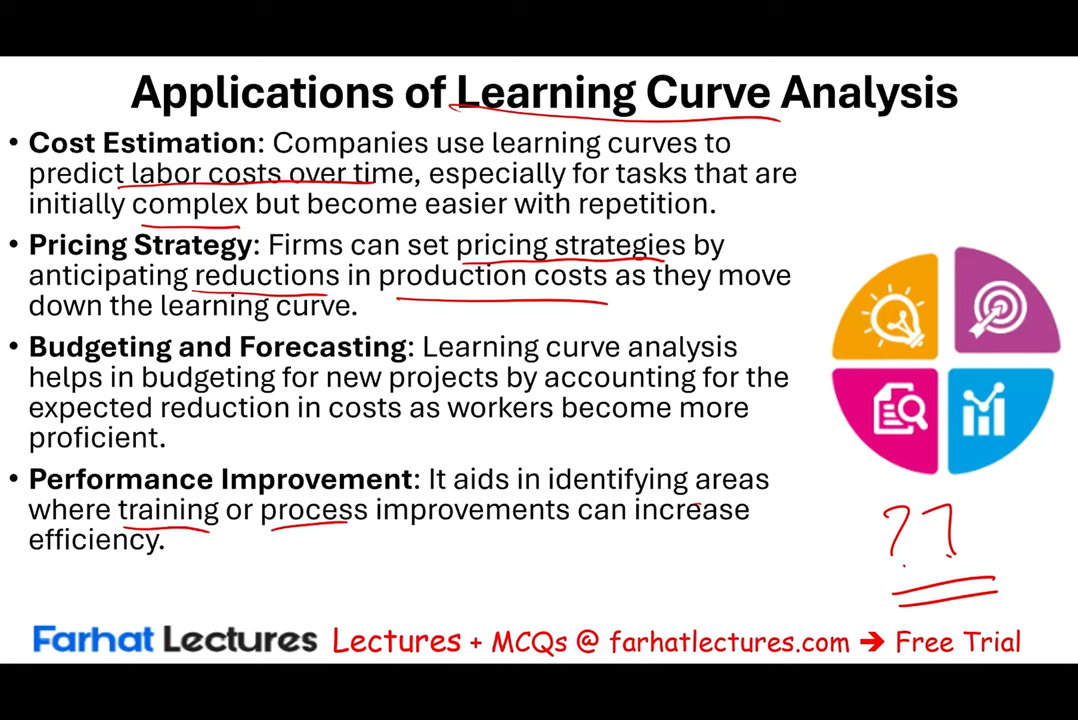 Applications of Learning Curve Analysis
• Cost Estimation: Companies use learning curves to
predict labor costs over time, especially for tasks that are
initially complex but become easier with repetition.
• Pricing Strategy: Firms can set pricing strategies by
anticipating reductions in production costs as they move
down the learning curve.
• Budgeting and Forecasting: Learning curve analysis
helps in budgeting for new projects by accounting for the
expected reduction in costs as workers become more
proficient.
• Performance Improvement: It aids in identifying areas
where training or process improvements can increase
efficiency.
??
Farhat Lectures Lectures + MCQs @ farhatlectures.com → Free Trial